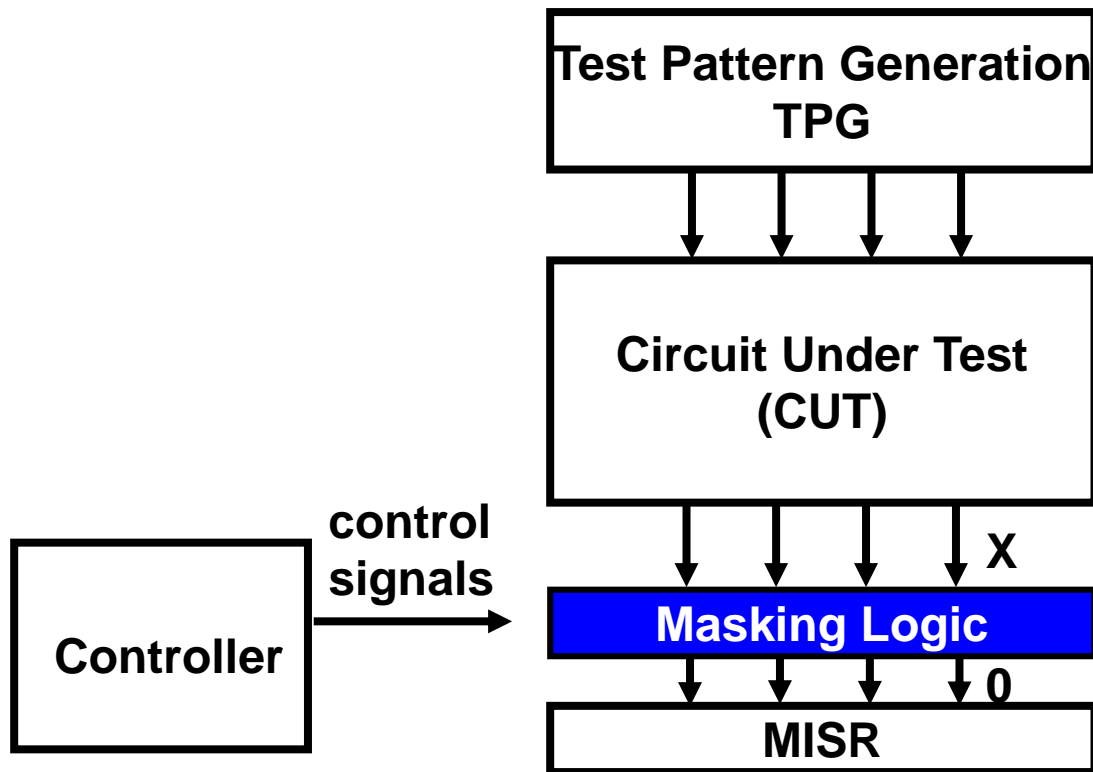 Test Pattern Generation
TPG
Circuit Under Test
(CUT)
control
signals
X
Controller
Masking Logic
0
MISR